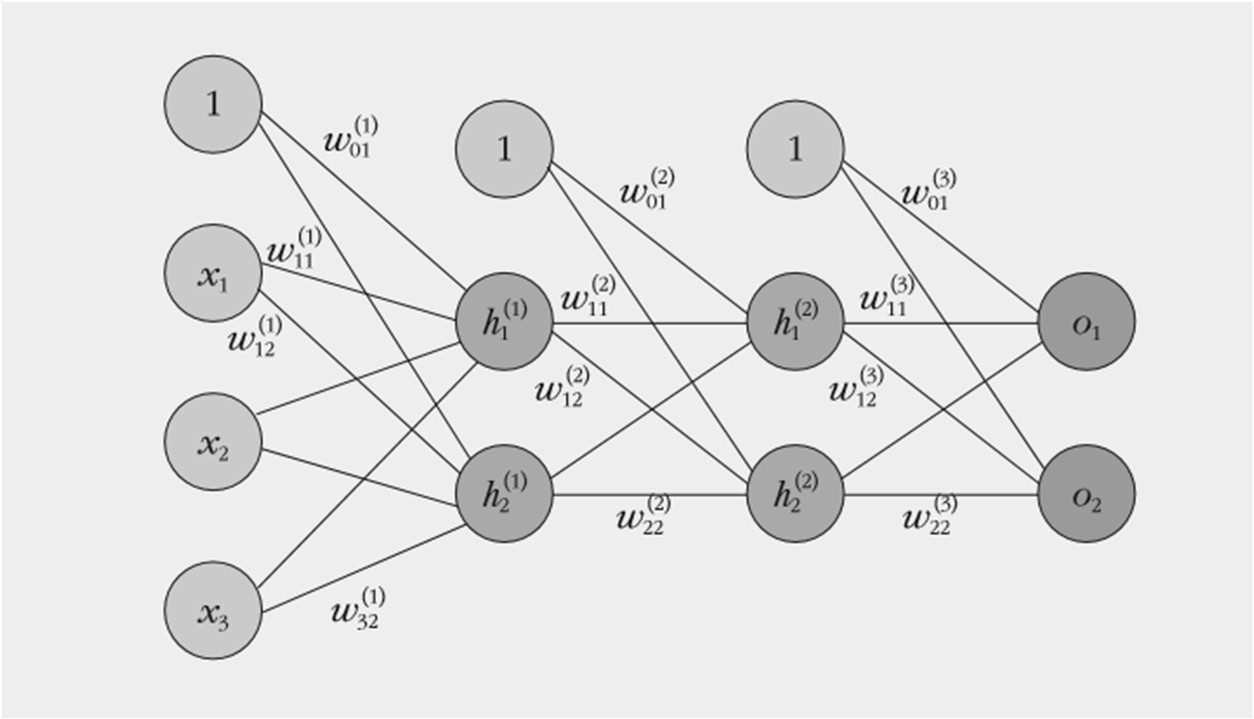 1
w_{01}^{(1)}
1
1
w_{01}^{(2)}
w_{01}^{(3)}
w_{11}^{(1)}
x_1
w_{11}^{(2)}
w_{11}^{(3)}
h_1^{(1)}
h_1^{(2)}
o_1
w_{12}^{(1)}
w_{12}^{(2)}
w_{12}^{(3)}
x_2
h_2^{(1)}
h_2^{(2)}
o_2
w_{22}^{(2)}
w_{22}^{(3)}
x_3
w_{32}^{(1)}